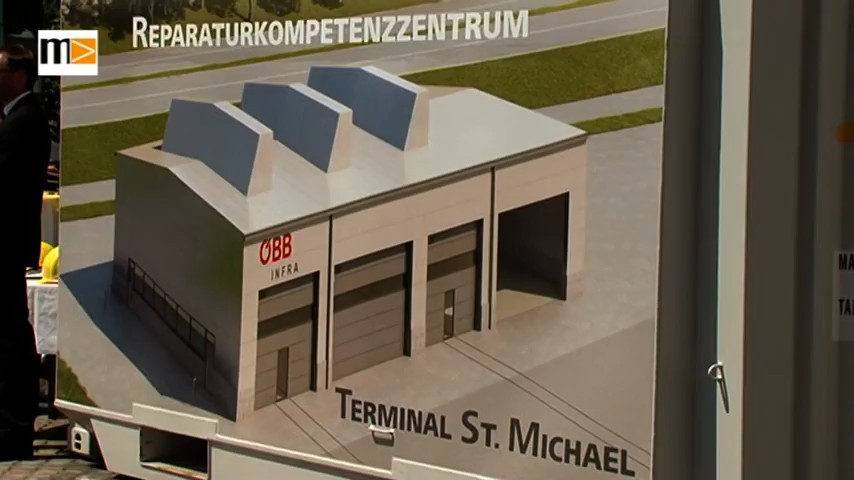 REPARATURKOMPETENZZENTRUM
m
ÖBB
INFRA
TERMINAL ST. MICHAEL